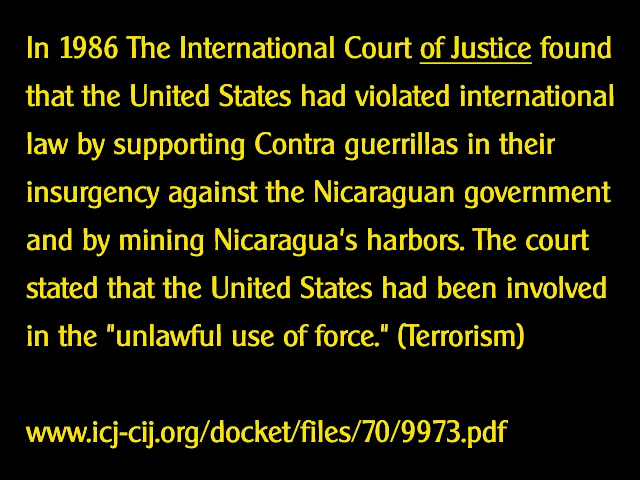 In 1986 The International Court of Justice found
that the United States had violated international
law by supporting Contra guerrillas in their
insurgency against the Nicaraguan government
and by mining Nicaragua's harbors. The court
stated that the United States had been involved
in the "unlawful use of force." (Terrorism)
www.icj-cij.org/docket/files/70/9973.pdf